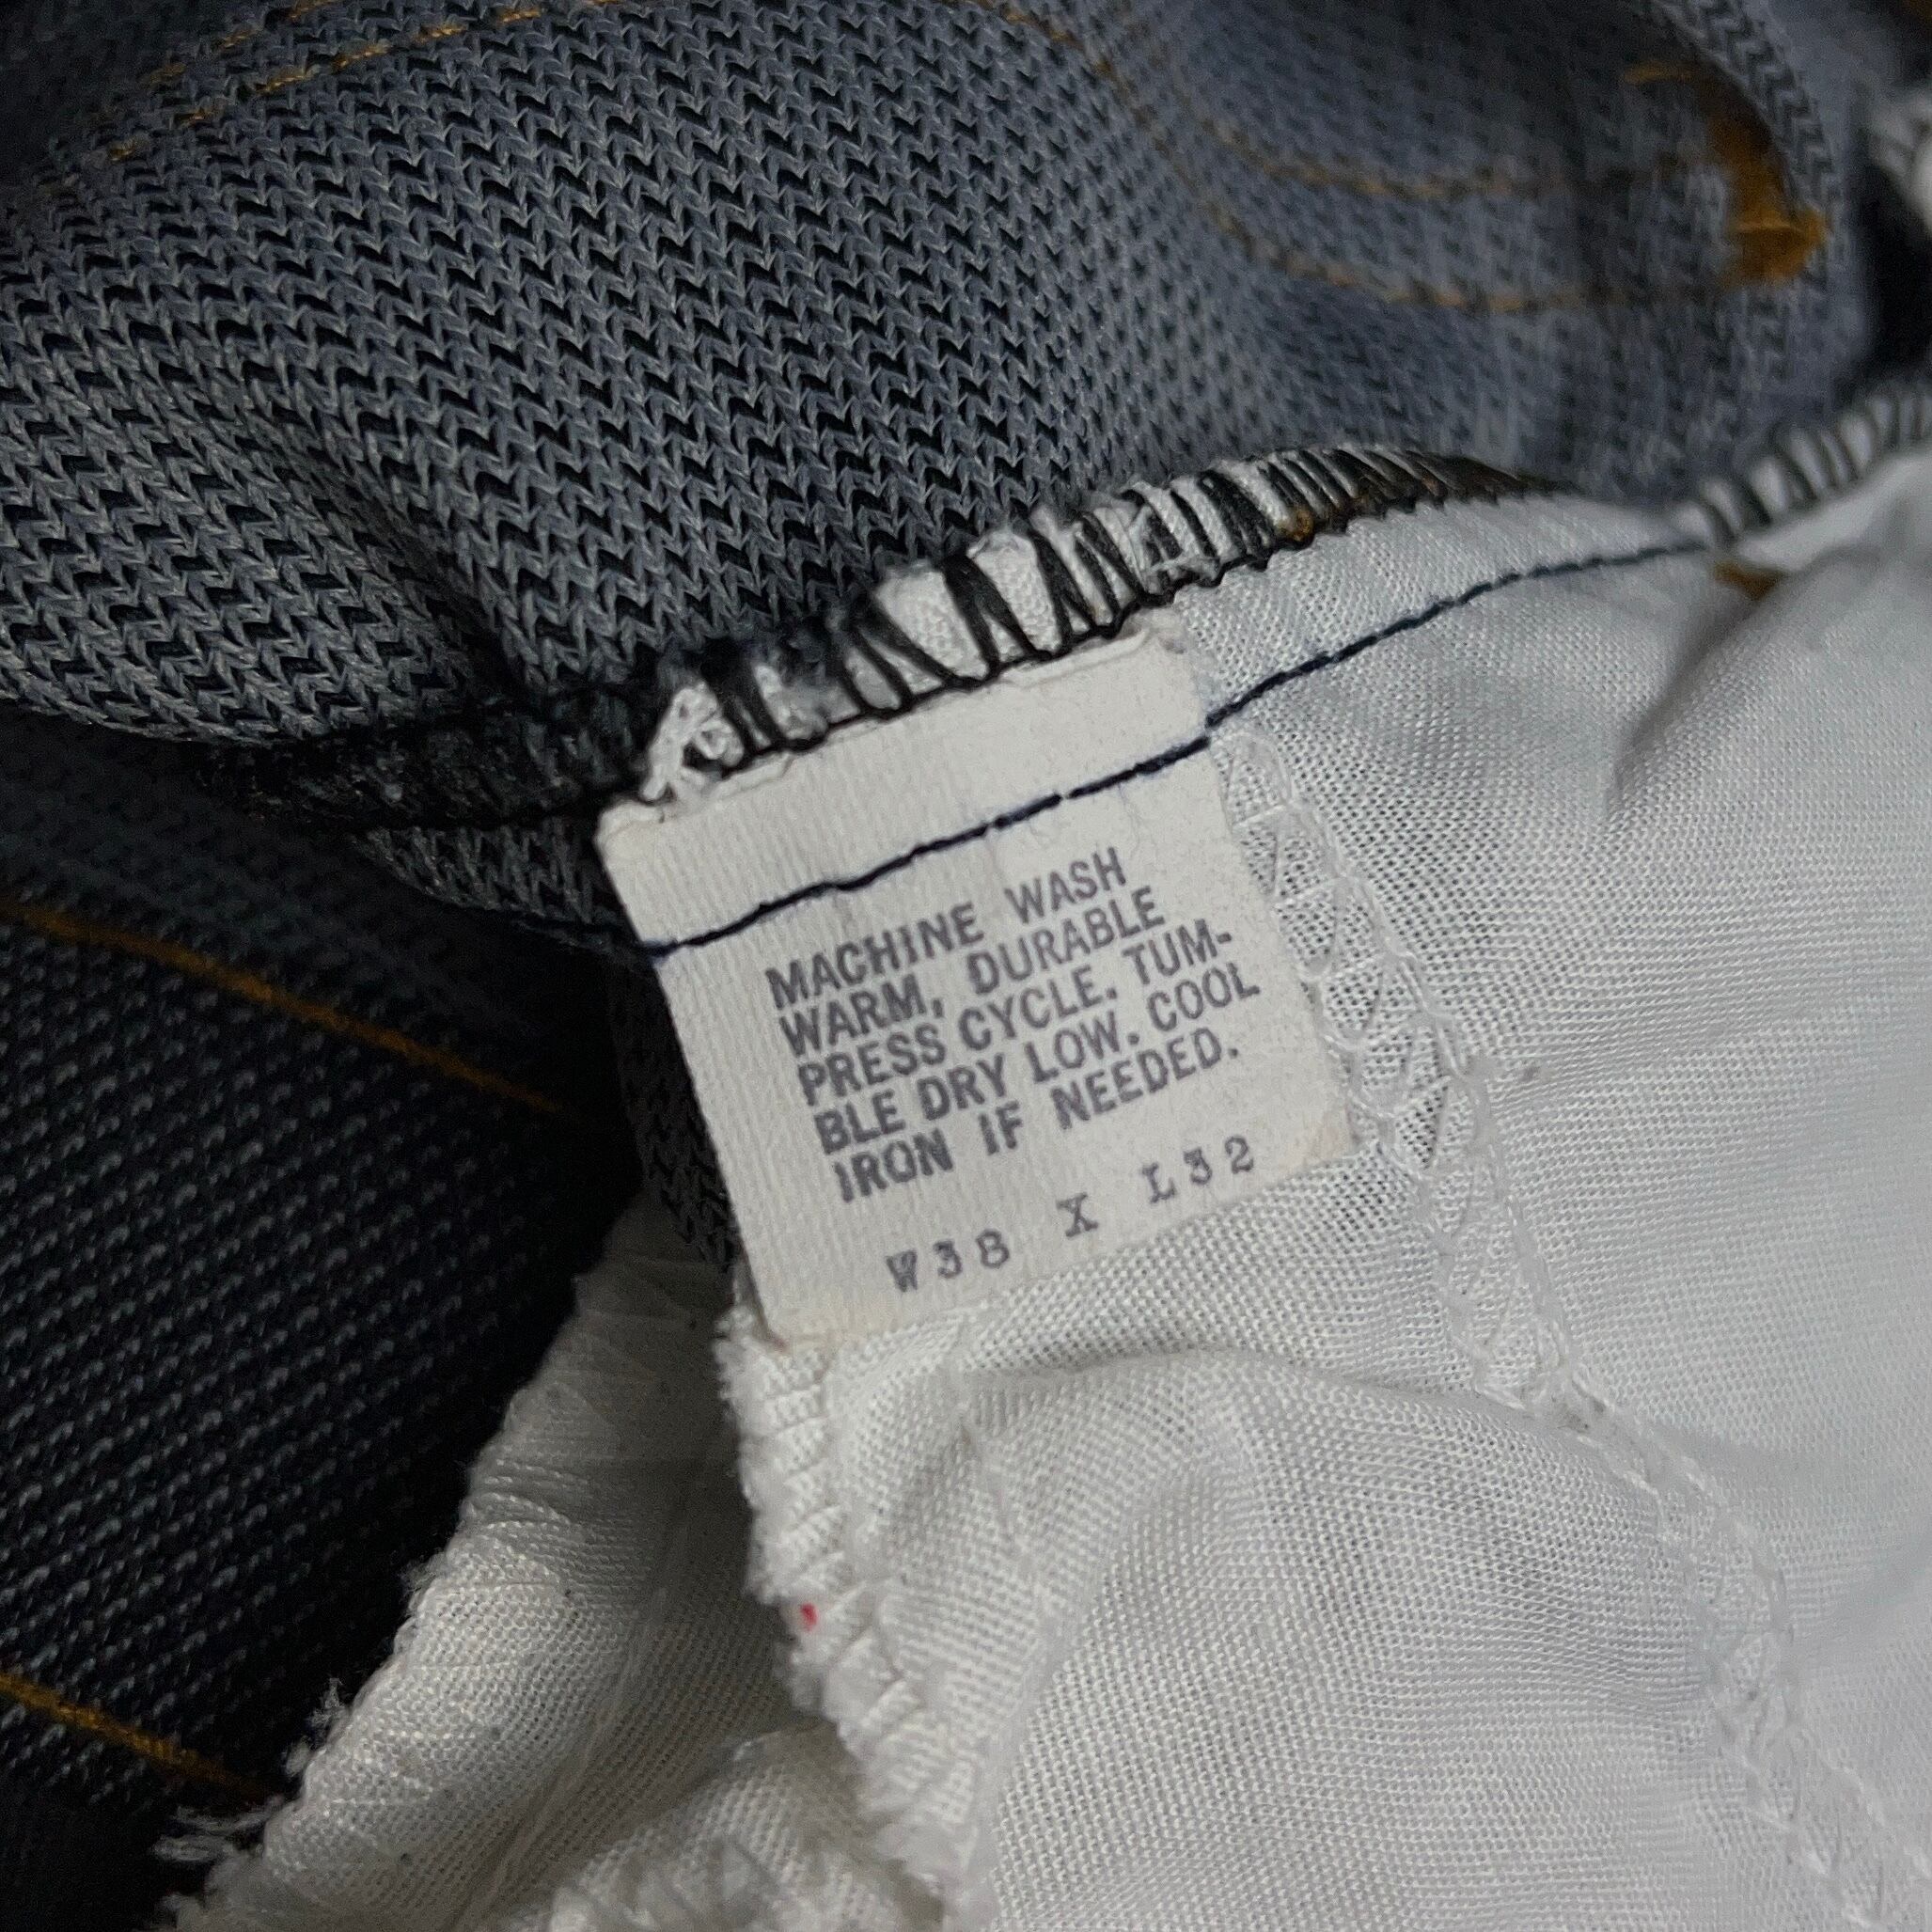 MACHINE WASH
WARM, DURABLE
PRESS CYCLE. TUM-
BLE DRY LOW. COOL
IRON IF NEEDED.
W38 X L32